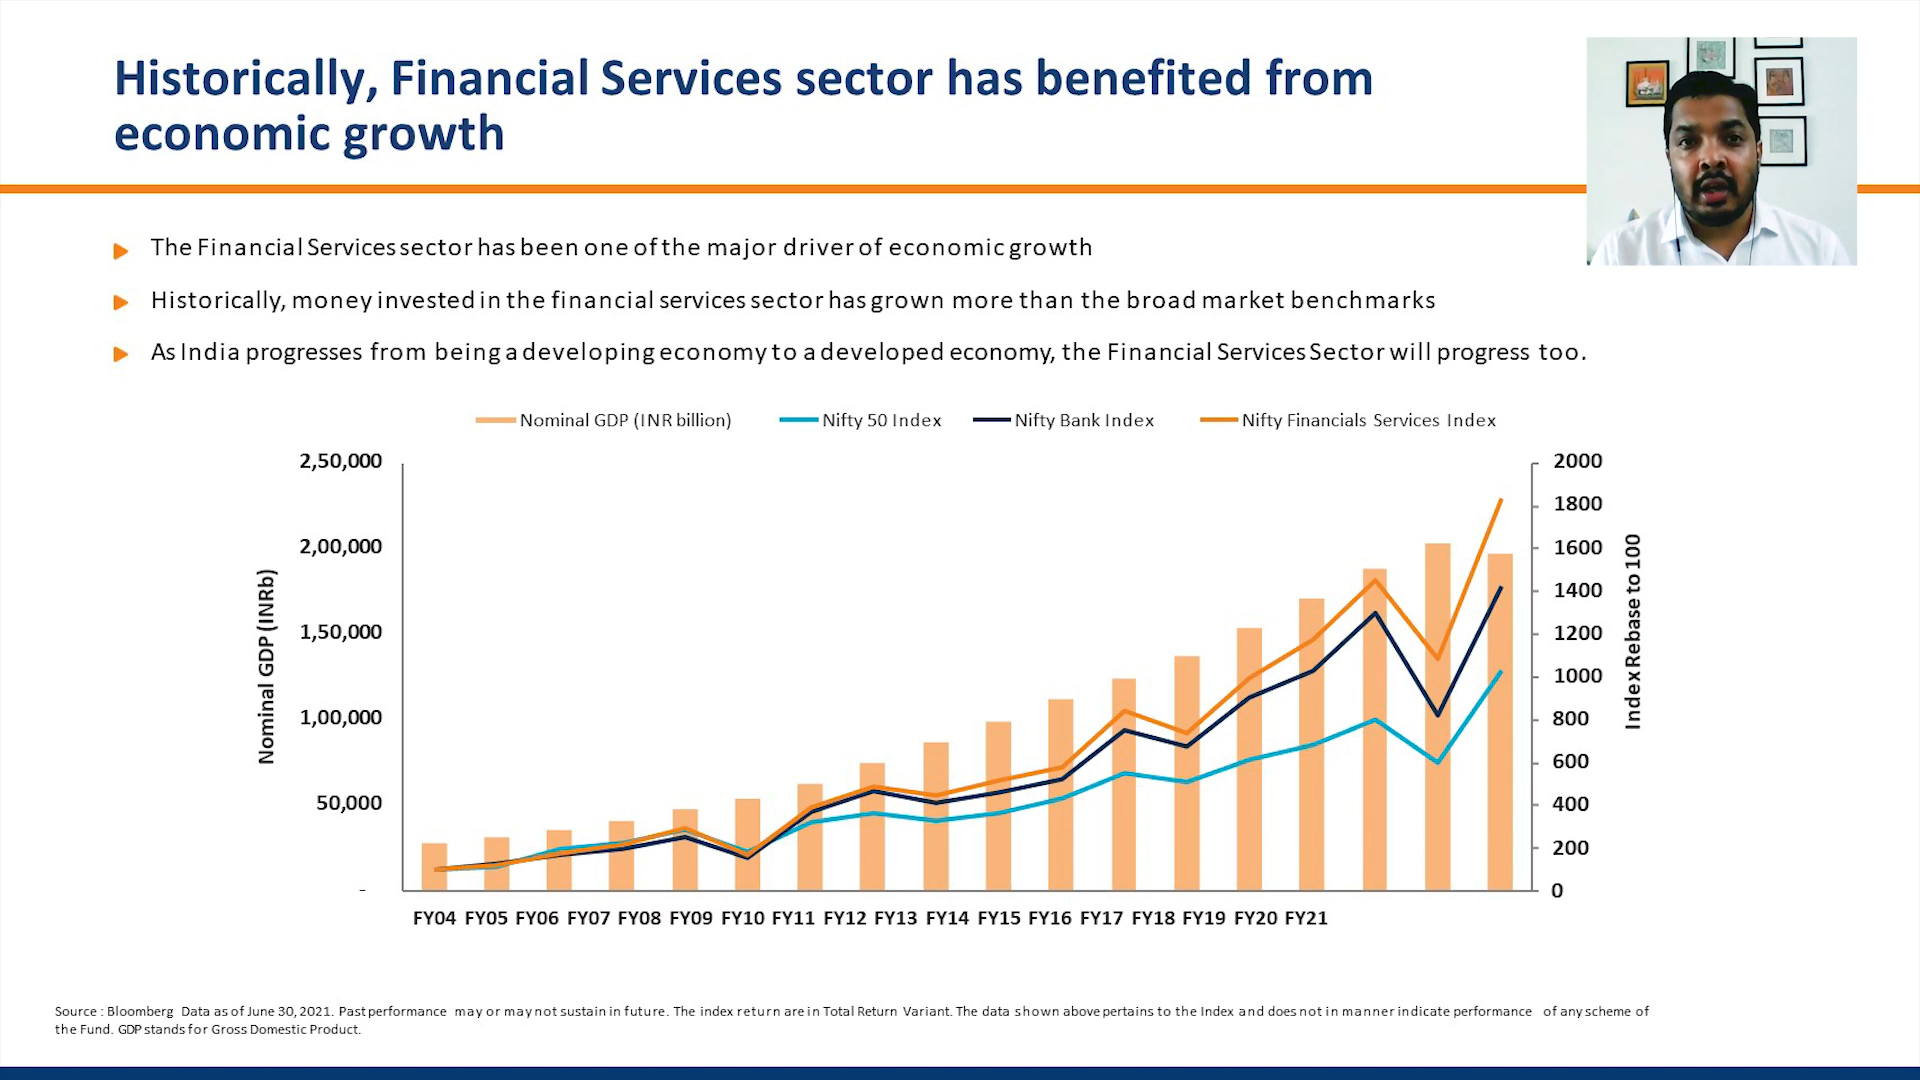 Historically, Financial Services sector has benefited from
economic growth
The Financial Services sector has been one of the major driver of economic growth
Historically, money invested in the financial services sector has grown more than the broad market benchmarks
As India progresses from being a developing economy to a developed economy, the Financial Services Sector will progress too.
Nominal GDP (INR billion) Nifty 50 Index Nifty Bank Index Nifty Financials Services Index
Nominal GDP (INRb)
2,50,000
2,00,000
1,50,000
1,00,000
50,000
-
2000
1800
1600
1400
1200
1000
800
600
400
200
0
Index Rebase to 100
FY04 FY05 FY06 FY07 FY08 FY09 FY10 FY11 FY12 FY13 FY14 FY15 FY16 FY17 FY18 FY19 FY20 FY21
Source : Bloomberg Data as of June 30, 2021. Past performance may or may not sustain in future. The index return are in Total Return Variant. The data shown above pertains to the Index and does not in manner indicate performance of any scheme of
the Fund. GDP stands for Gross Domestic Product.